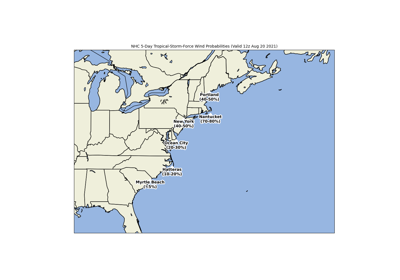 NHC 5-Day Tropical-Storm-Force Wind Probabilities (Valid 12z Aug 20 2021)
Portland
(40-50%)
Nantucket
(70-80%)
New York
(40-50%)
Ocean City
(20-30%)
Hatteras
(10-20%)
Myrtle Beach
(<5%)